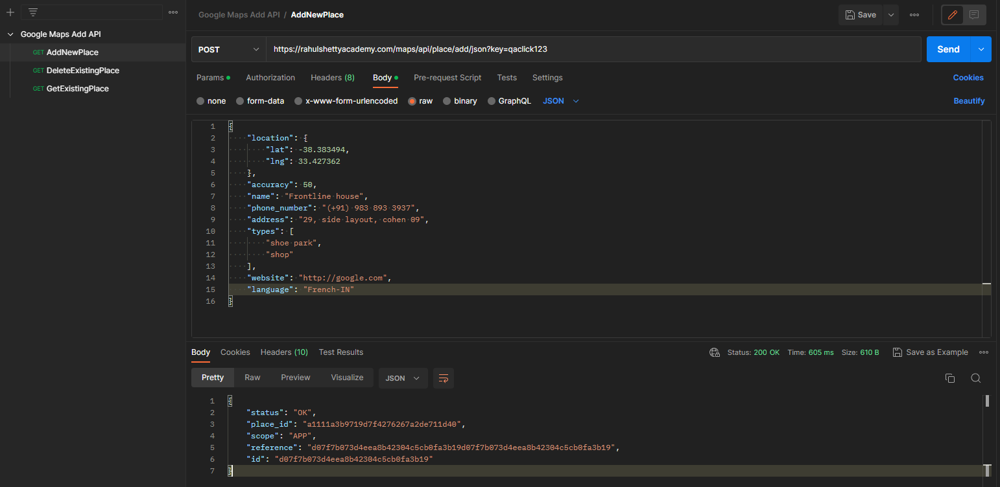 Google Maps Add API
GET AddNewPlace
GET DeleteExistingPlace
GET GetExistingPlace
Google Maps Add API / AddNewPlace
Save
POST
https://rahulshettyacademy.com/maps/api/place/add/json?key=qaclick123
Send
Params Authorization Headers (8) Body Pre-request Script Tests Settings Cookies
none form-data x-www-form-urlencoded raw binary GraphQL JSON Beautify
1 {
2 "location": {
3 "lat": -38.383494,
4 "lng": 33.427362
5 },
6 "accuracy": 50,
7 "name": "Frontline house",
8 "phone_number": "(+91) 983 893 3937",
9 "address": "29, side layout, cohen 09",
10 "types": [
11 "shoe park",
12 "shop"
13 ],
14 "website": "http://google.com",
15 "language": "French-IN"
16 }
Body Cookies Headers (10) Test Results Status: 200 OK Time: 605 ms Size: 610 B Save as Example
Pretty Raw Preview Visualize JSON
1 {
2 "status": "OK",
3 "place_id": "a1111a3b9719d7f4276267a2de711d40",
4 "scope": "APP",
5 "reference": "d07f7b073d4eea8b42304c5cb0fa3b19d07f7b073d4eea8b42304c5cb0fa3b19",
6 "id": "d07f7b073d4eea8b42304c5cb0fa3b19"
7 }